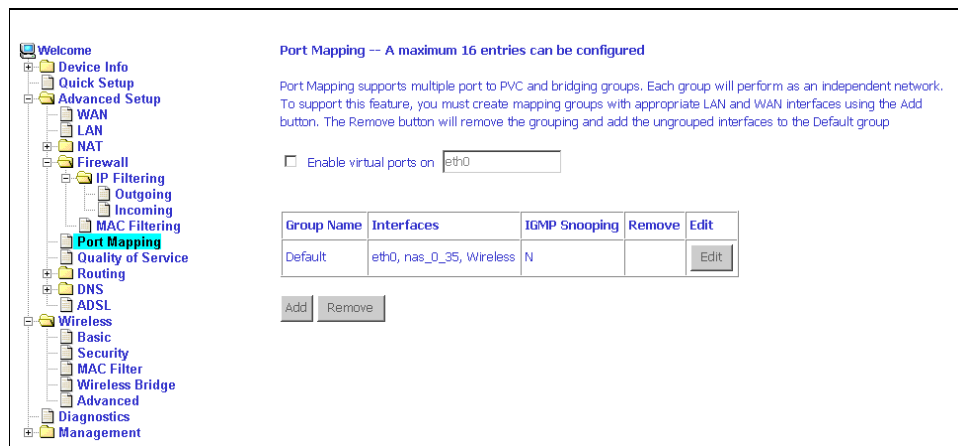 Welcome
Device Info
Quick Setup
Advanced Setup
WAN
LAN
NAT
Firewall
IP Filtering
Outgoing
Incoming
MAC Filtering
Port Mapping
Quality of Service
Routing
DNS
ADSL
Wireless
Basic
Security
MAC Filter
Wireless Bridge
Advanced
Diagnostics
Management
Port Mapping -- A maximum 16 entries can be configured
Port Mapping supports multiple port to PVC and bridging groups. Each group will perform as an independent network.
To support this feature, you must create mapping groups with appropriate LAN and WAN interfaces using the Add
button. The Remove button will remove the grouping and add the ungrouped interfaces to the Default group
Enable virtual ports on eth0
Group Name Interfaces IGMP Snooping Remove Edit
Default eth0, nas_0_35, Wireless N Edit
Add Remove